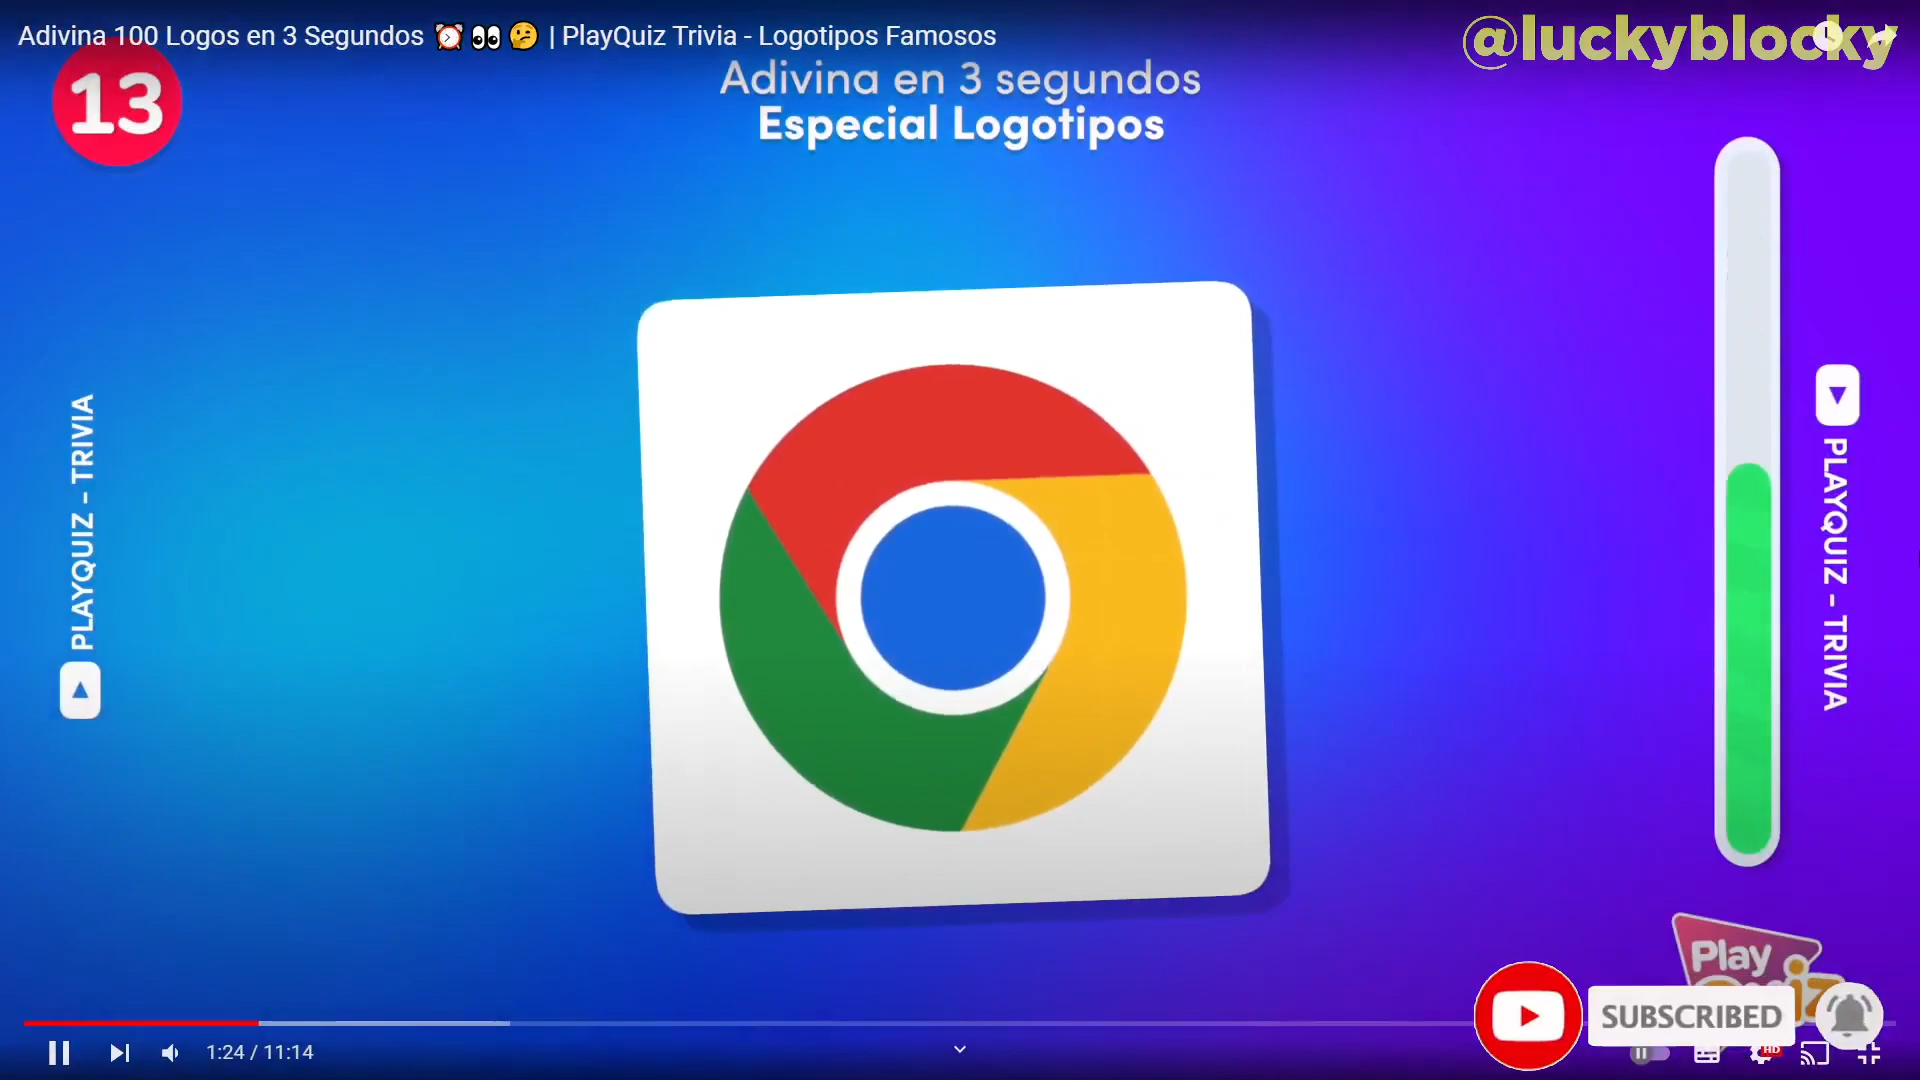 Adivina 100 Logos en 3 Segundos ⏰👀🤔 | PlayQuiz Trivia - Logotipos Famosos
@luckyblocky
13
Adivina en 3 segundos
Especial Logotipos
PLAYQUIZ - TRIVIA
PLAYQUIZ - TRIVIA
Play
SUBSCRIBED
1:24 / 11:14
HD